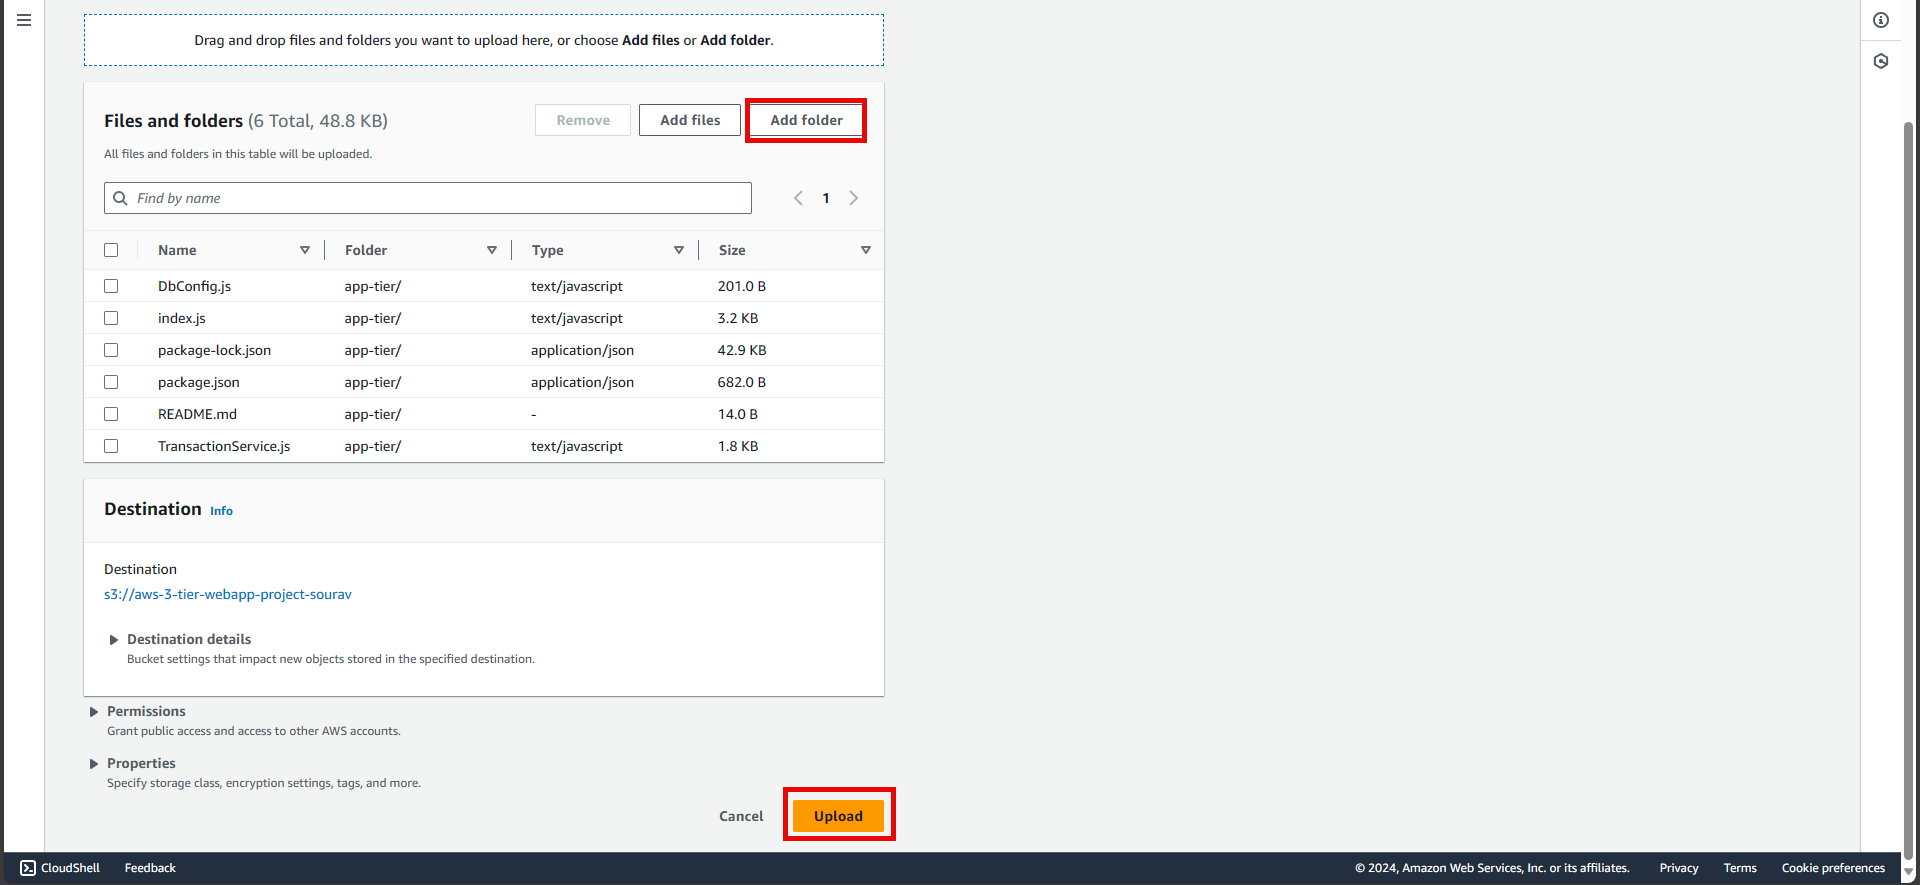 Drag and drop files and folders you want to upload here, or choose Add files or Add folder.
Files and folders (6 Total, 48.8 KB)
Remove
Add files
Add folder
All files and folders in this table will be uploaded.
Find by name
1
Name Folder Type Size
DbConfig.js app-tier/ text/javascript 201.0 B
index.js app-tier/ text/javascript 3.2 KB
package-lock.json app-tier/ application/json 42.9 KB
package.json app-tier/ application/json 682.0 B
README.md app-tier/ - 14.0 B
TransactionService.js app-tier/ text/javascript 1.8 KB
Destination Info
Destination
s3://aws-3-tier-webapp-project-sourav
Destination details
Bucket settings that impact new objects stored in the specified destination.
Permissions
Grant public access and access to other AWS accounts.
Properties
Specify storage class, encryption settings, tags, and more.
Cancel
Upload
CloudShell Feedback © 2024, Amazon Web Services, Inc. or its affiliates. Privacy Terms Cookie preferences